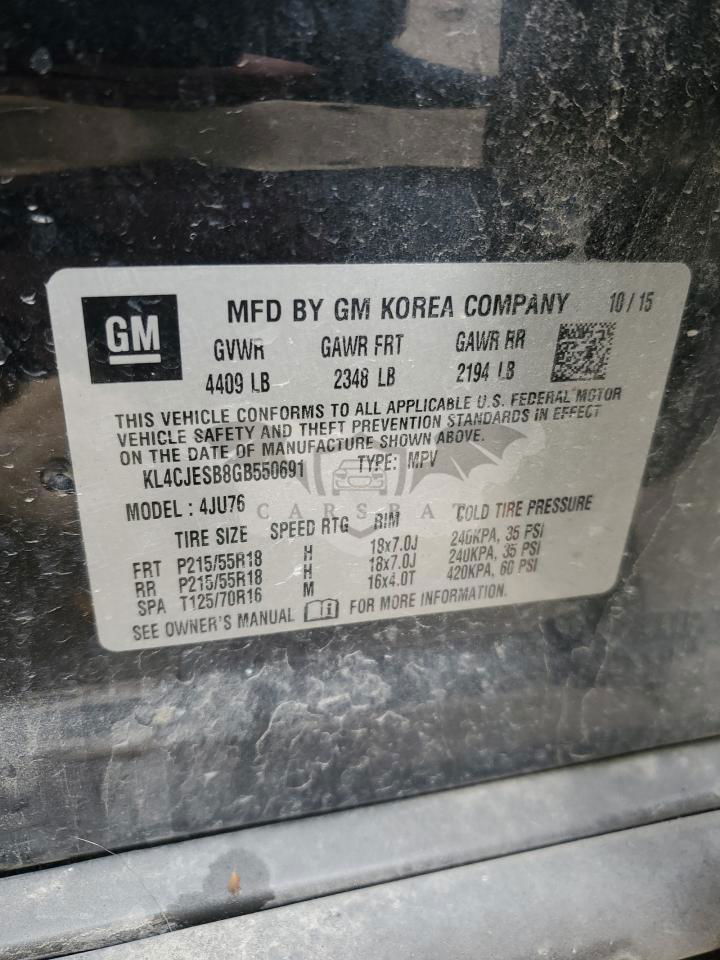 GM
MFD BY GM KOREA COMPANY 10/15
GVWR GAWR FRT GAWR RR
4409 LB 2348 LB 2194 LB
THIS VEHICLE CONFORMS TO ALL APPLICABLE U.S. FEDERAL MOTOR
VEHICLE SAFETY AND THEFT PREVENTION STANDARDS IN EFFECT
ON THE DATE OF MANUFACTURE SHOWN ABOVE.
KL4CJESB8GB550691 TYPE: MPV
MODEL: 4JU76
CARSBAT
TIRE SIZE SPEED RTG RIM COLD TIRE PRESSURE
FRT P215/55R18 H 18x7.0J 240KPA, 35 PSI
RR P215/55R18 H 18x7.0J 240KPA, 35 PSI
SPA T125/70R16 M 16x4.0T 420KPA, 60 PSI
SEE OWNER'S MANUAL FOR MORE INFORMATION.